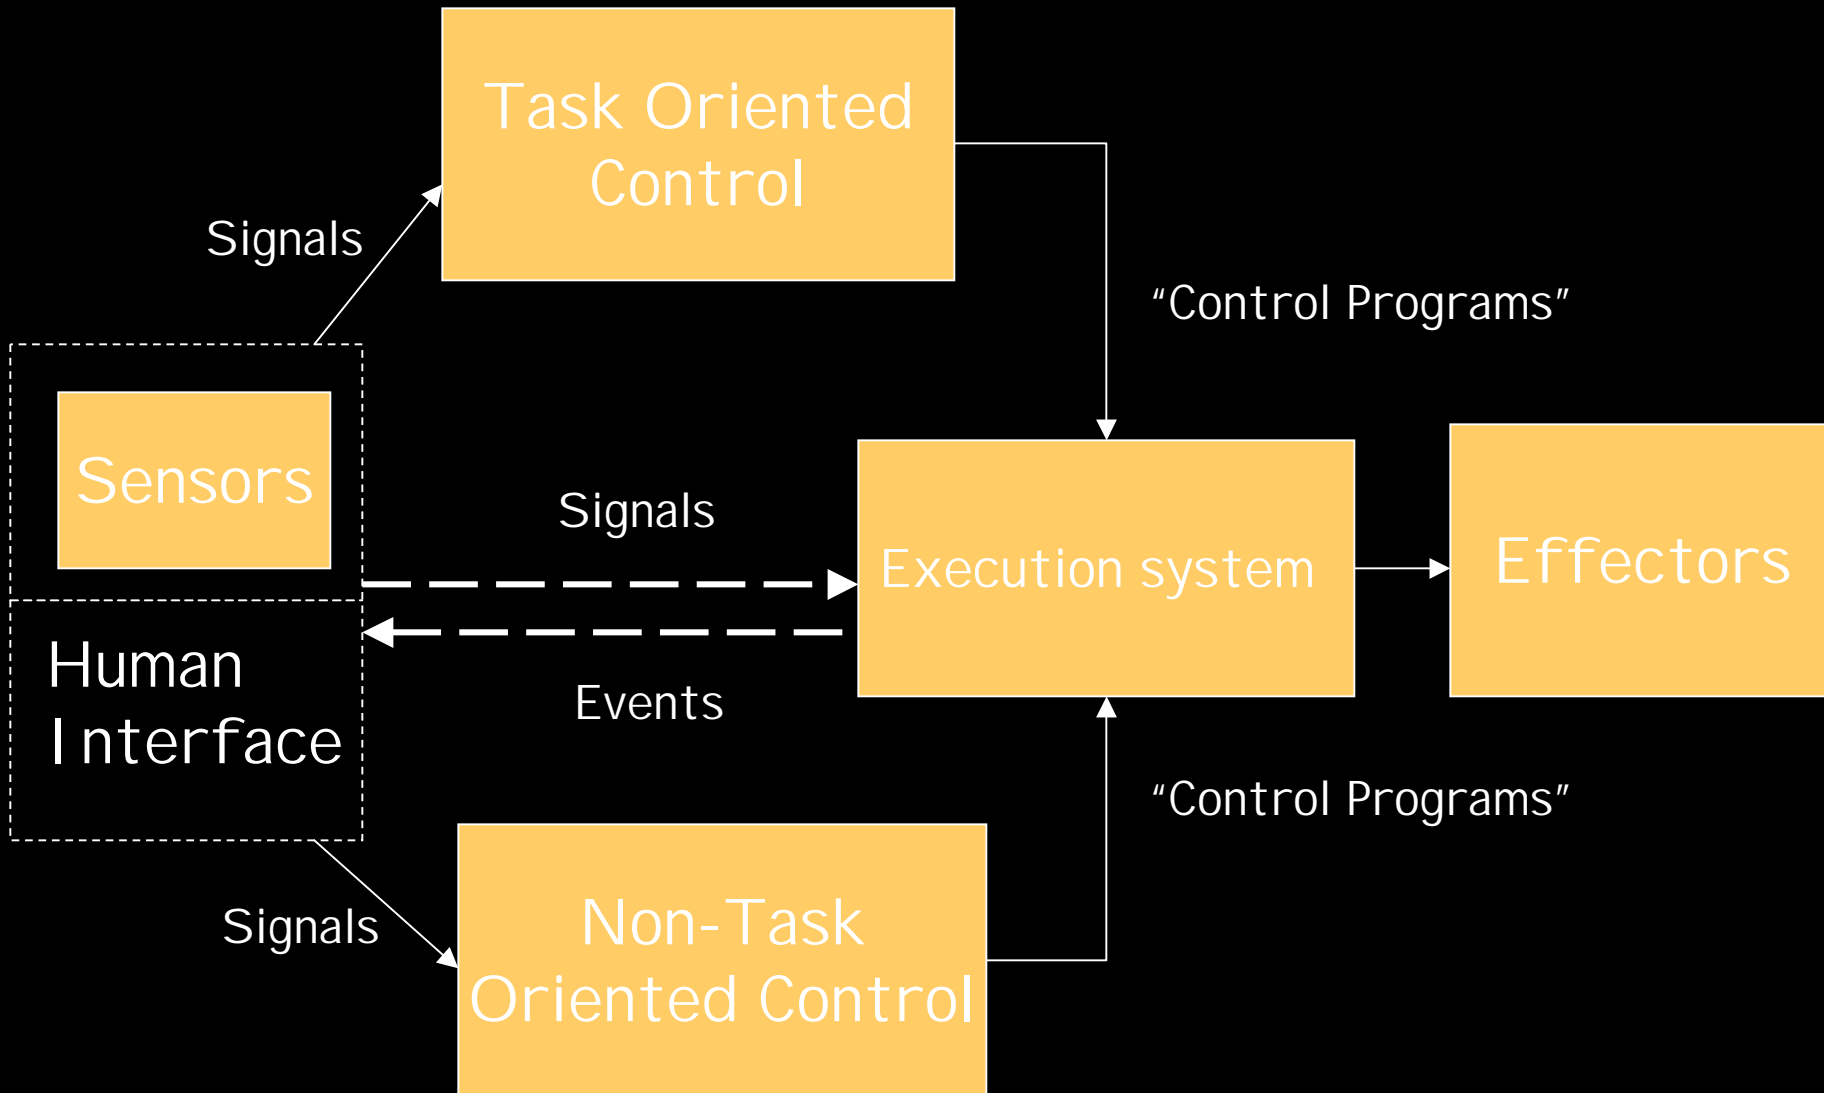 Task Oriented
Control
Signals
“Control Programs”
Sensors
Signals
Execution system
Effectors
Human
Interface
Events
“Control Programs”
Signals
Non-Task
Oriented Control